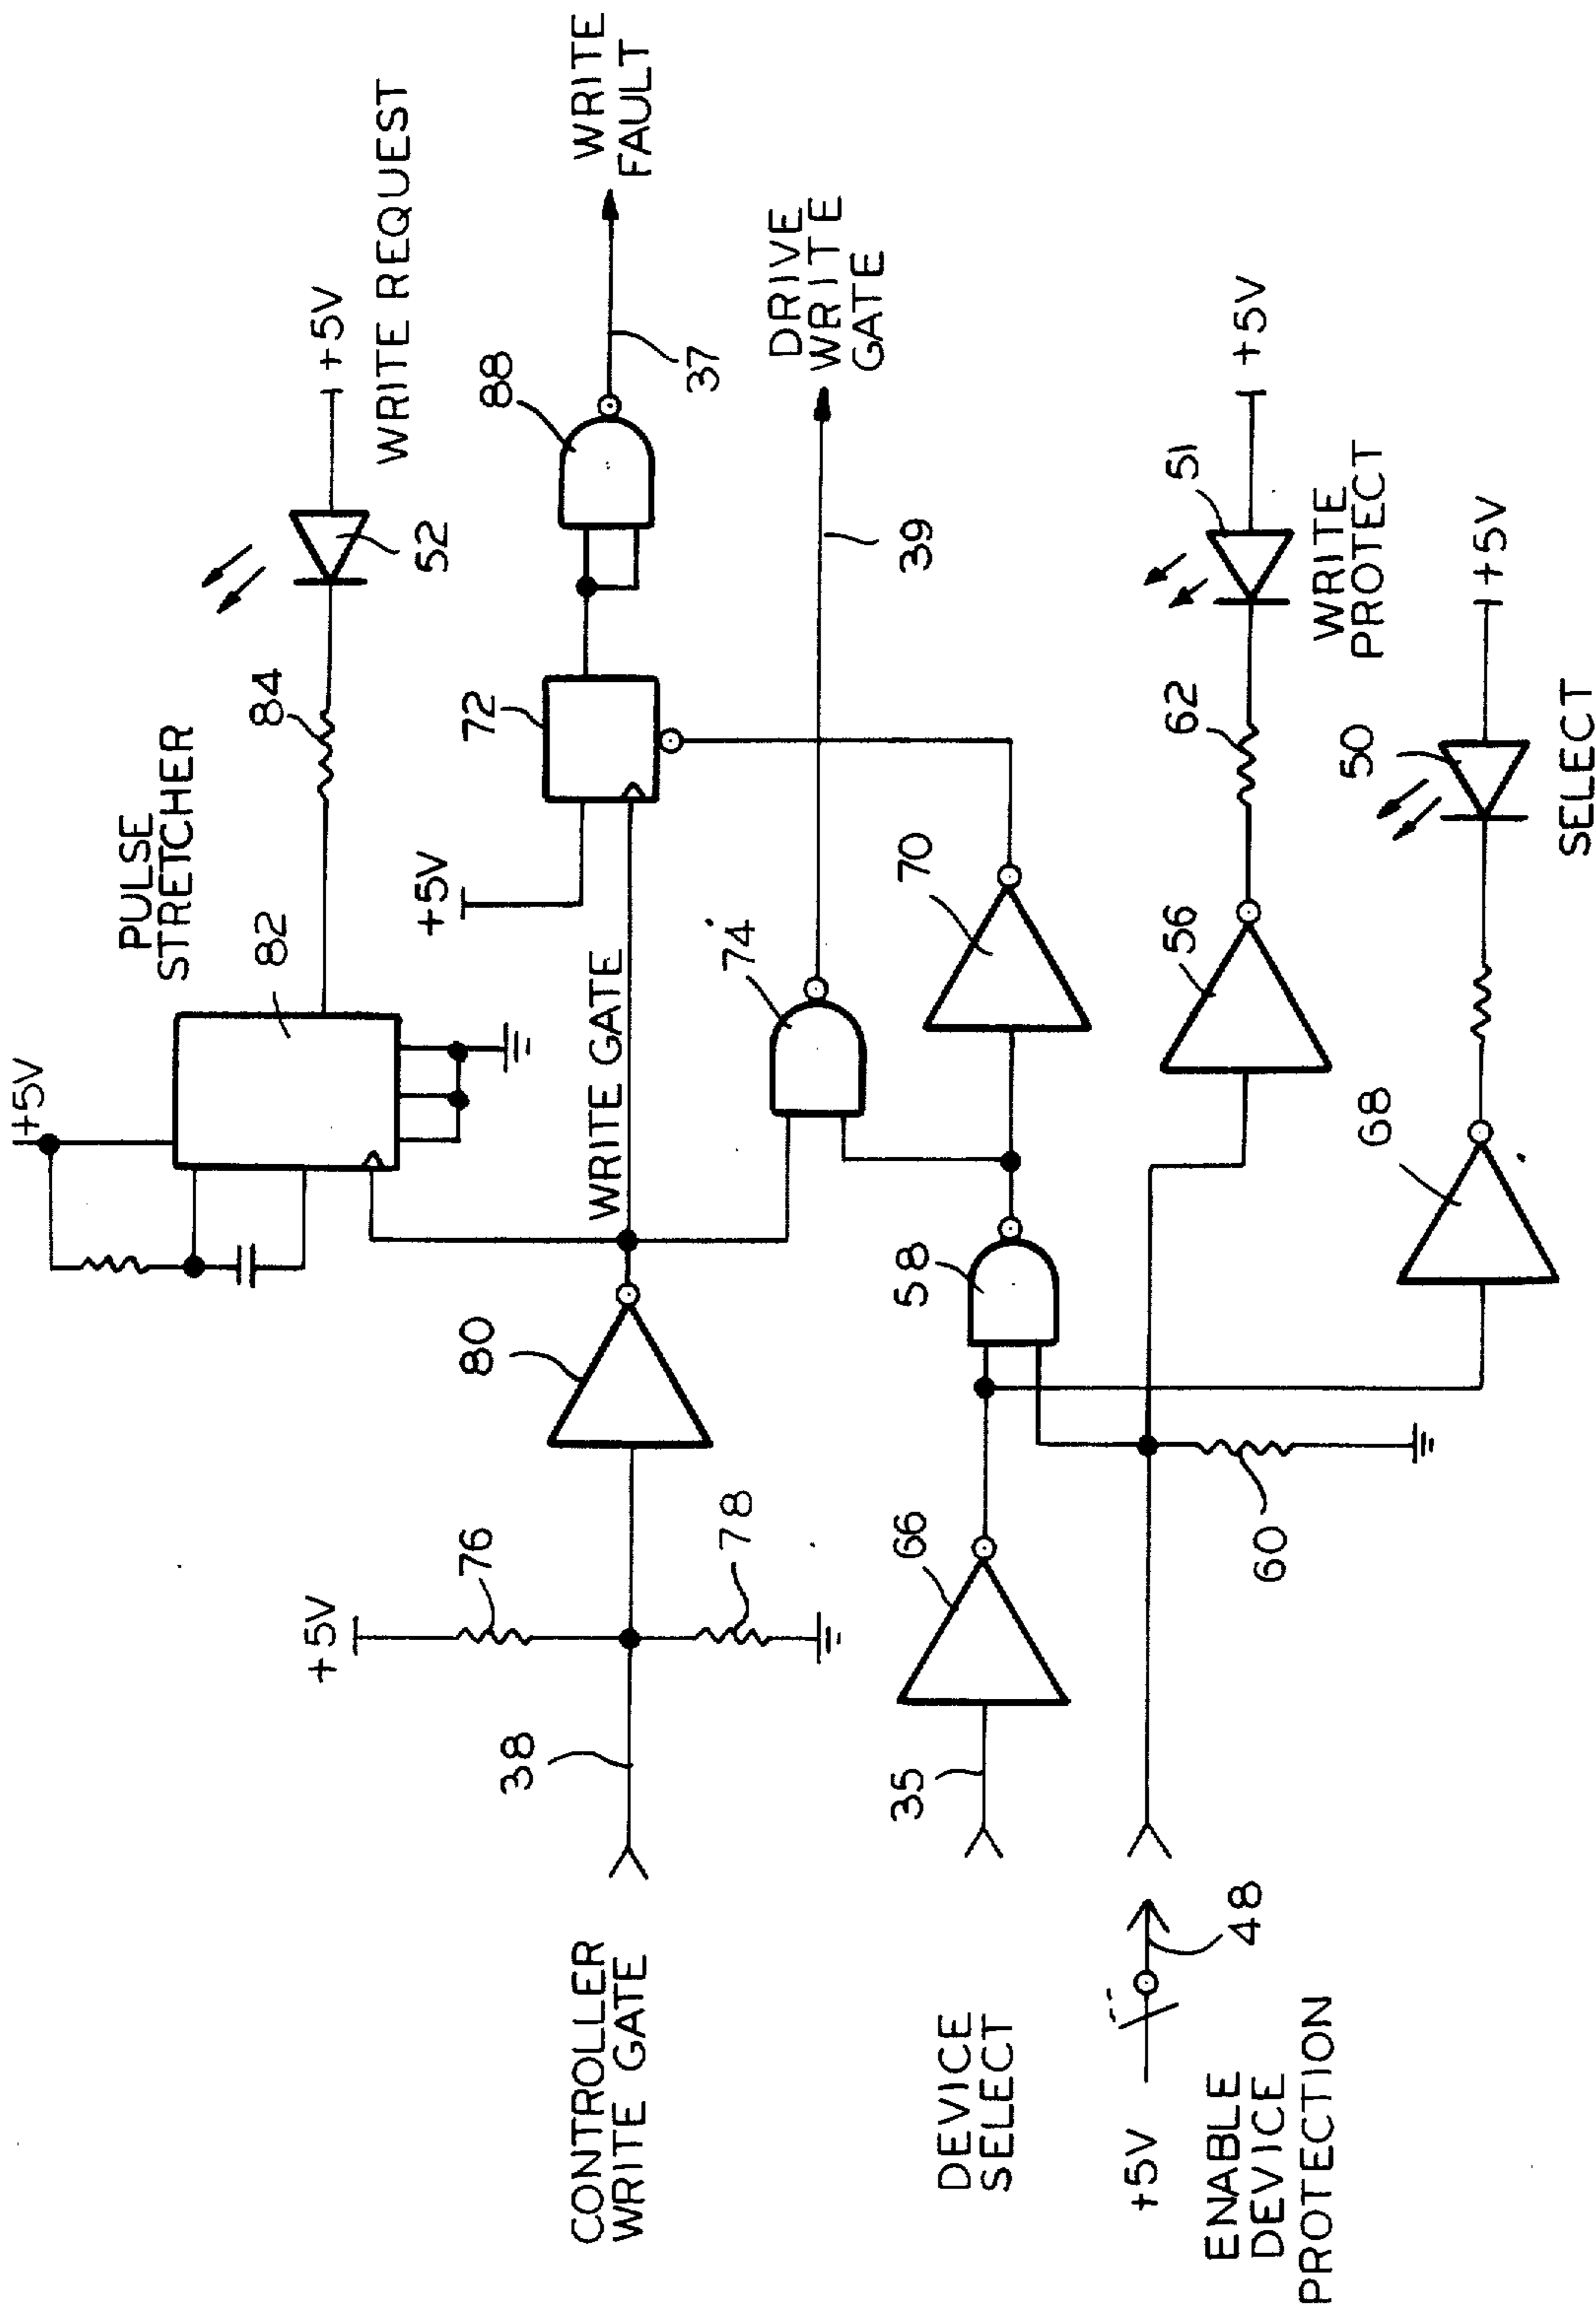 +5V
PULSE
STRETCHER
82
84
52
+5V
WRITE REQUEST
+5V
72
88
WRITE
FAULT
37
+5V
76
80
WRITE GATE
CONTROLLER
WRITE GATE
38
78
74
39
DRIVE
WRITE
GATE
DEVICE
SELECT
35
66
58
70
+5V
48
ENABLE
DEVICE
PROTECTION
60
56
62
51
+5V
WRITE
PROTECT
68
50
+5V
SELECT